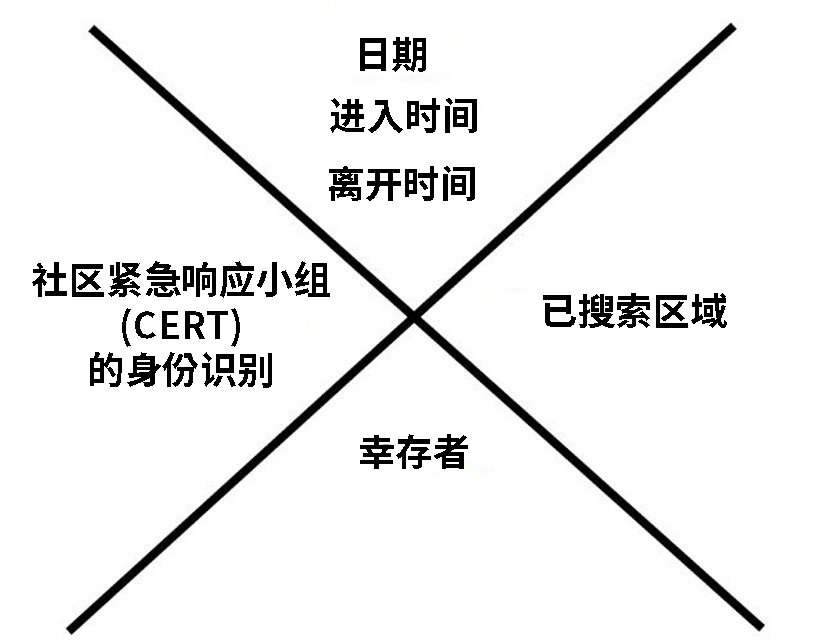 日期
进入时间
离开时间
社区紧急响应小组
(CERT)
的身份识别
已搜索区域
幸存者